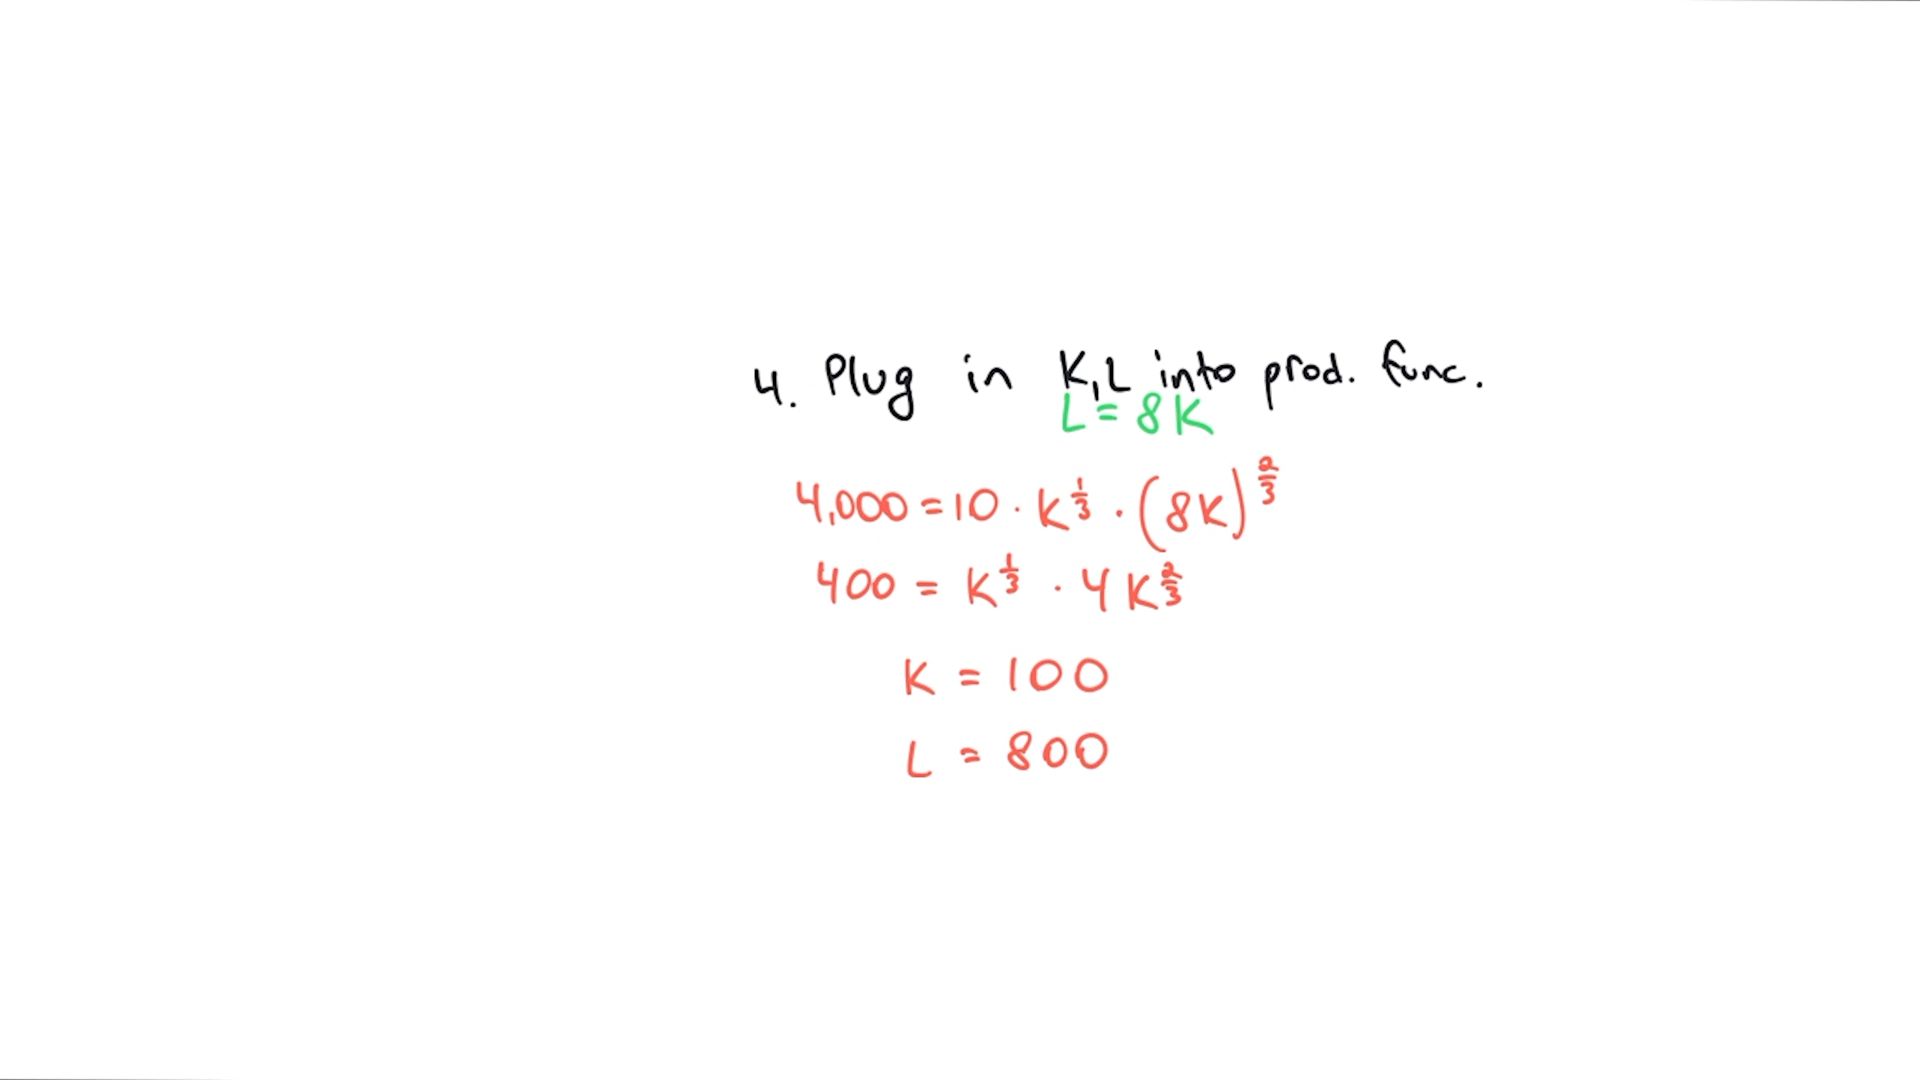 4. Plug in K,L into prod. func.
L = 8K
4,000 = 10 · K^{1/3} · (8K)^{2/3}
400 = K^{1/3} · 4K^{2/3}
K = 100
L = 800